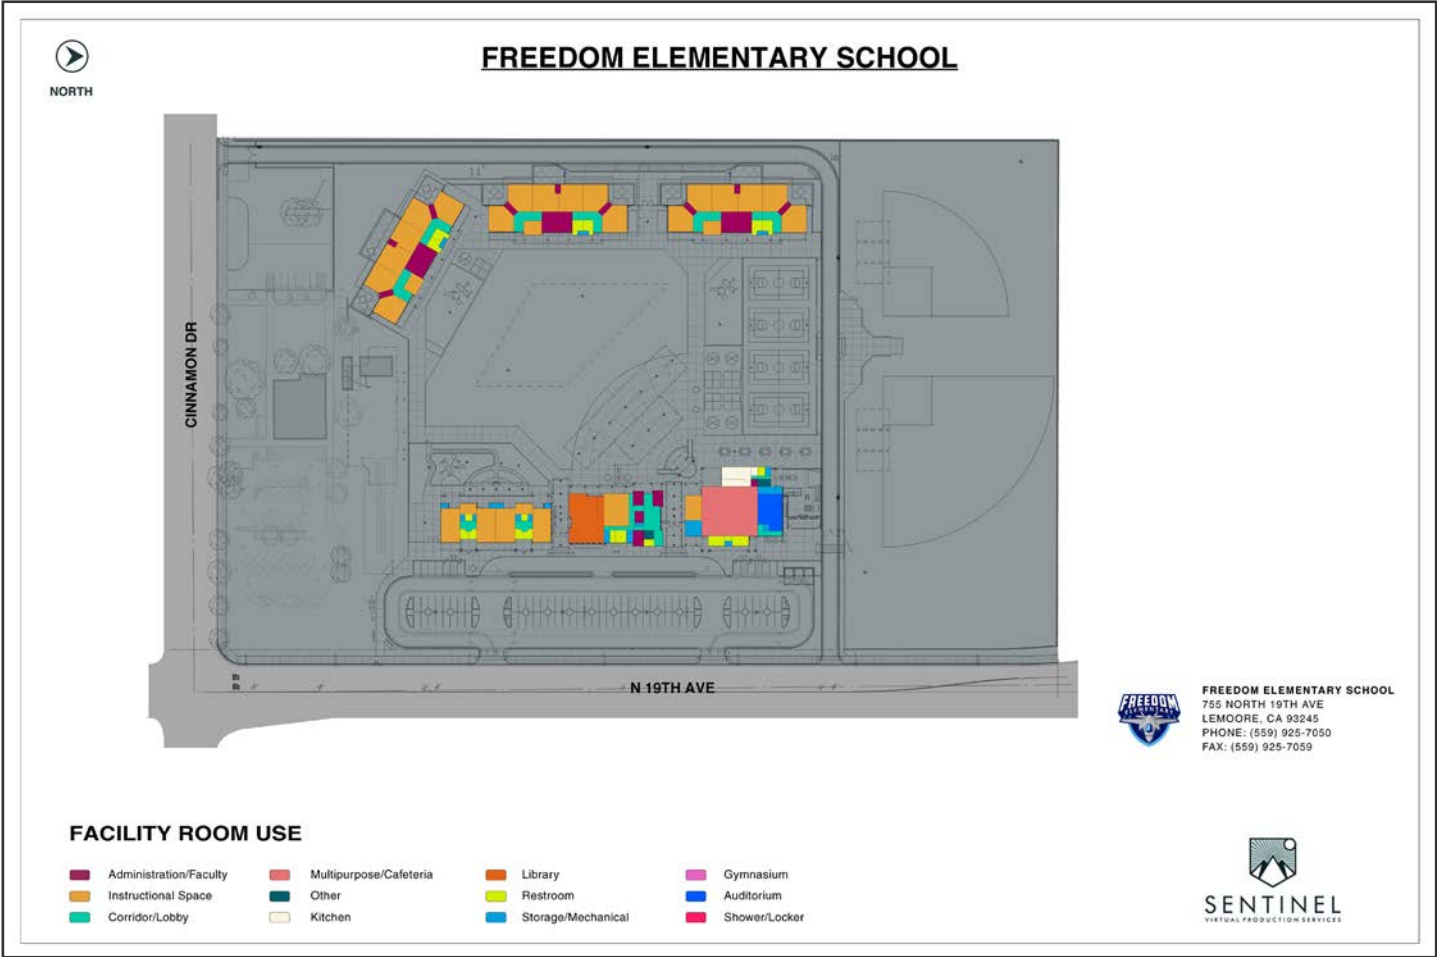 FREEDOM ELEMENTARY SCHOOL
NORTH
CINNAMON DR
N 19TH AVE
FREEDOM
ELEMENTARY
FREEDOM ELEMENTARY SCHOOL
755 NORTH 19TH AVE
LEMOORE, CA 93245
PHONE: (559) 925-7050
FAX: (559) 925-7059
FACILITY ROOM USE
Administration/Faculty
Instructional Space
Corridor/Lobby
Multipurpose/Cafeteria
Other
Kitchen
Library
Restroom
Storage/Mechanical
Gymnasium
Auditorium
Shower/Locker
SENTINEL
VIRTUAL PRODUCTION SERVICES